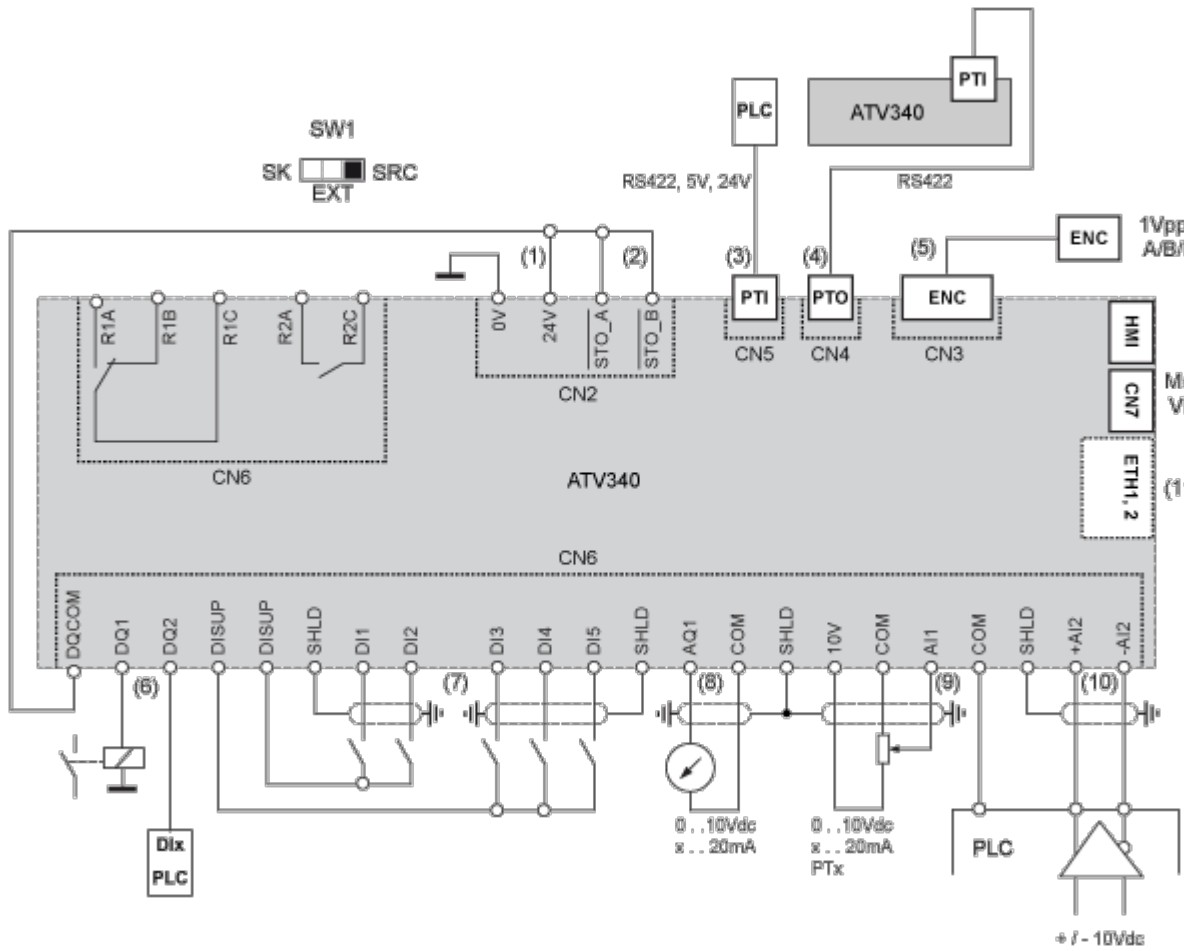 PTI
PLC
ATV340
SW1
SK SRC
EXT
RS422, 5V, 24V
RS422
1Vpp
ENC
A/B/
(1) (2) (3) (4) (5)
R1A R1B R1C R2A R2C
0V 24V STO_A STO_B
PTI PTO ENC
HMI
CN5 CN4 CN3
CN2
CN7
CN6
ATV340
ETH1, 2
CN6
DQCOM DQ1 DQ2 DISUP DISUP SHLD DI1 DI2 DI3 DI4 DI5 SHLD AQ1 COM SHLD 10V COM AI1 COM SHLD +AI2 -AI2
(6) (7) (8) (9) (10)
0 . . 10Vdc
x . . 20mA
0 . . 10Vdc
x . . 20mA
PTx
DIx
PLC
PLC
+ / - 10Vdc